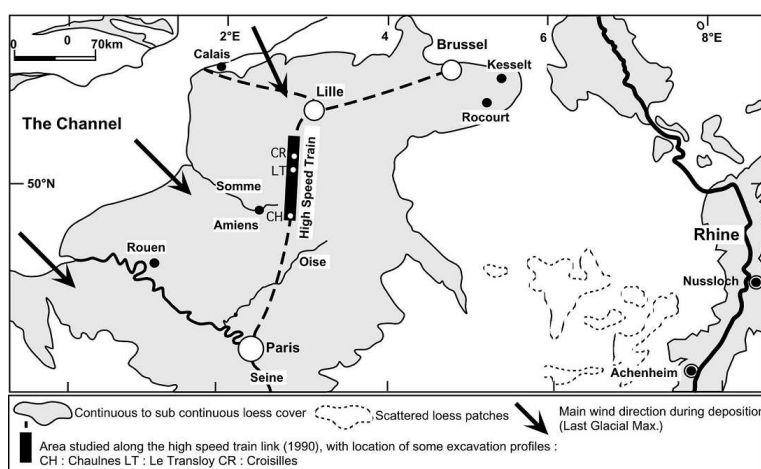 2°E 4 6 8°E
0 0 70km
Calais
Brussel
Kesselt
Lille
Rocourt
The Channel
CR
LT
High Speed Train
50°N
Somme
Amiens
CH
Rhine
Rouen
Oise
Nussloch
Paris
Seine
Achenheim
Continuous to sub continuous loess cover
Scattered loess patches
Main wind direction during deposition
(Last Glacial Max.)
Area studied along the high speed train link (1990), with location of some excavation profiles :
CH : Chaulnes LT : Le Transloy CR : Croisilles